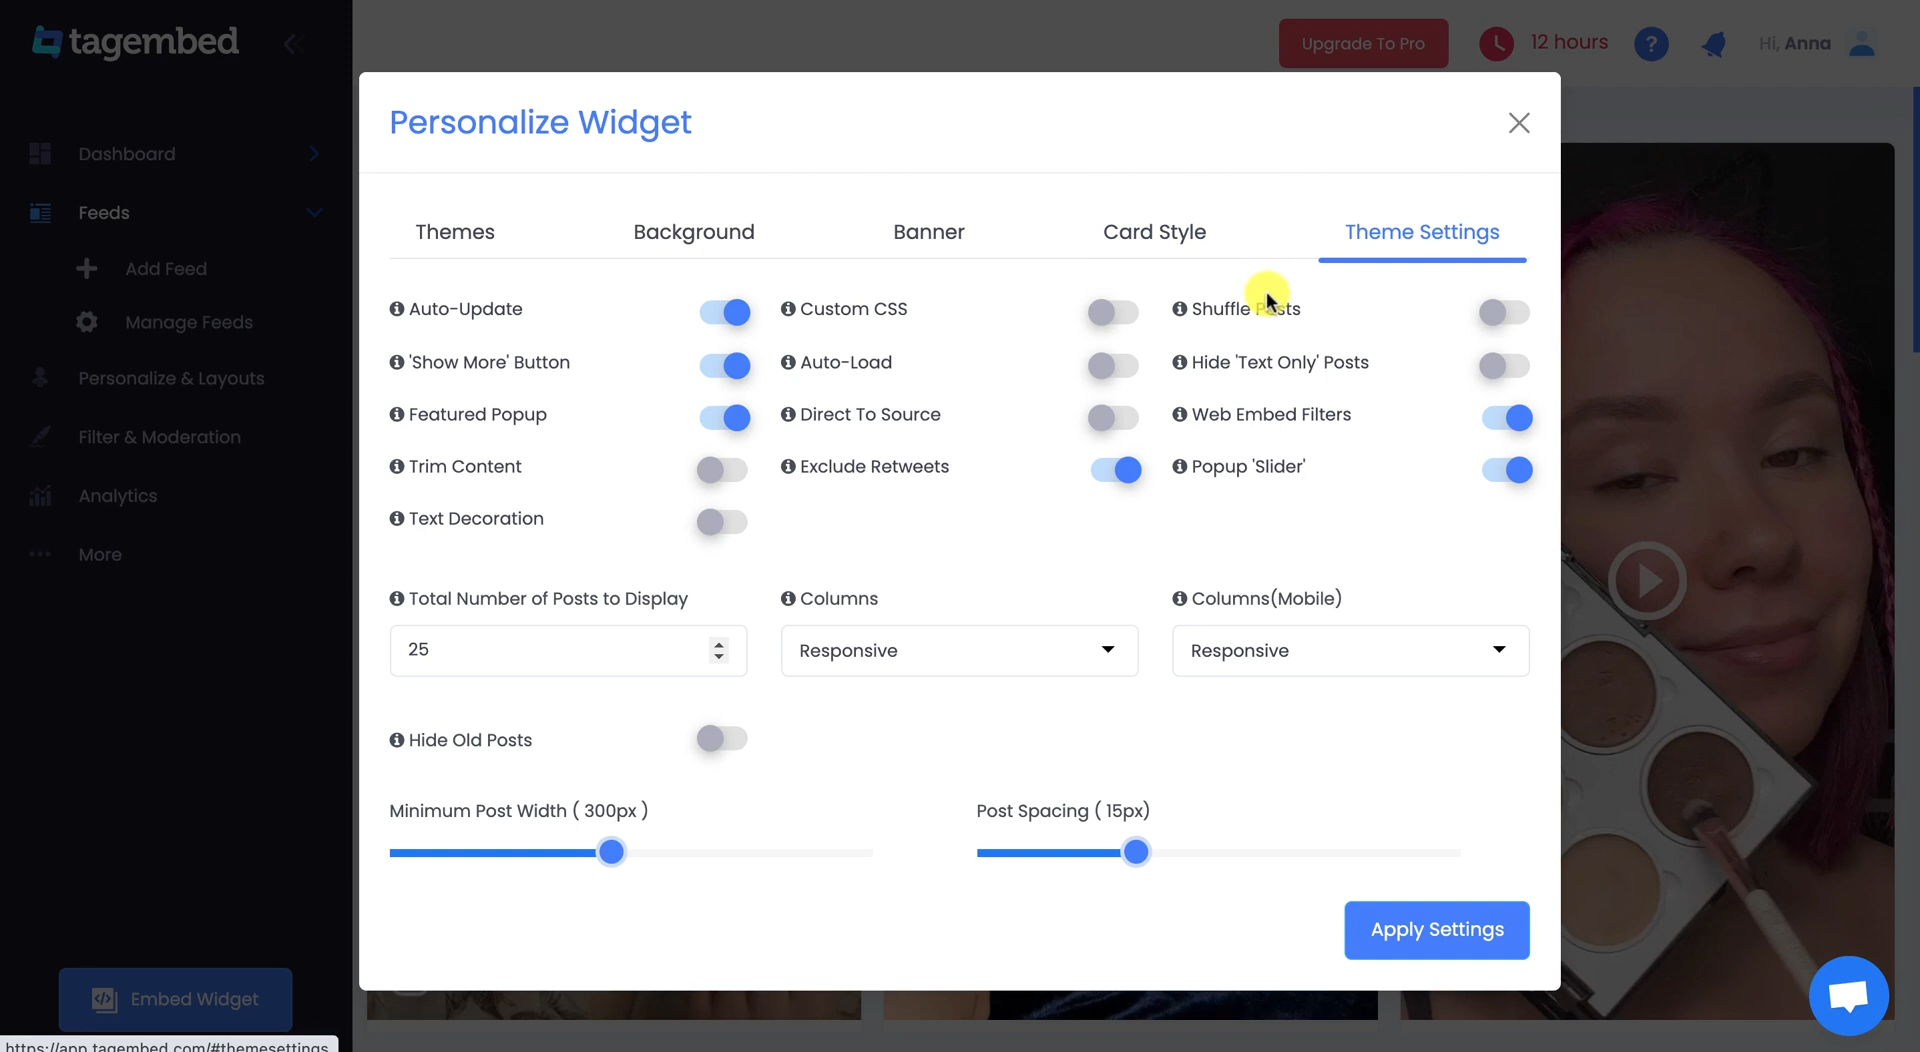 tagembed
Upgrade To Pro
12 hours
?
Hi, Anna
Dashboard
Feeds
Add Feed
Manage Feeds
Personalize & Layouts
Filter & Moderation
Analytics
More
Embed Widget
Personalize Widget
Themes
Background
Banner
Card Style
Theme Settings
Auto-Update
Custom CSS
Shuffle Posts
'Show More' Button
Auto-Load
Hide 'Text Only' Posts
Featured Popup
Direct To Source
Web Embed Filters
Trim Content
Exclude Retweets
Popup 'Slider'
Text Decoration
Total Number of Posts to Display
Columns
Columns(Mobile)
25
Responsive
Responsive
Hide Old Posts
Minimum Post Width ( 300px )
Post Spacing ( 15px)
Apply Settings
https://app.tagembed.com/#themesettings